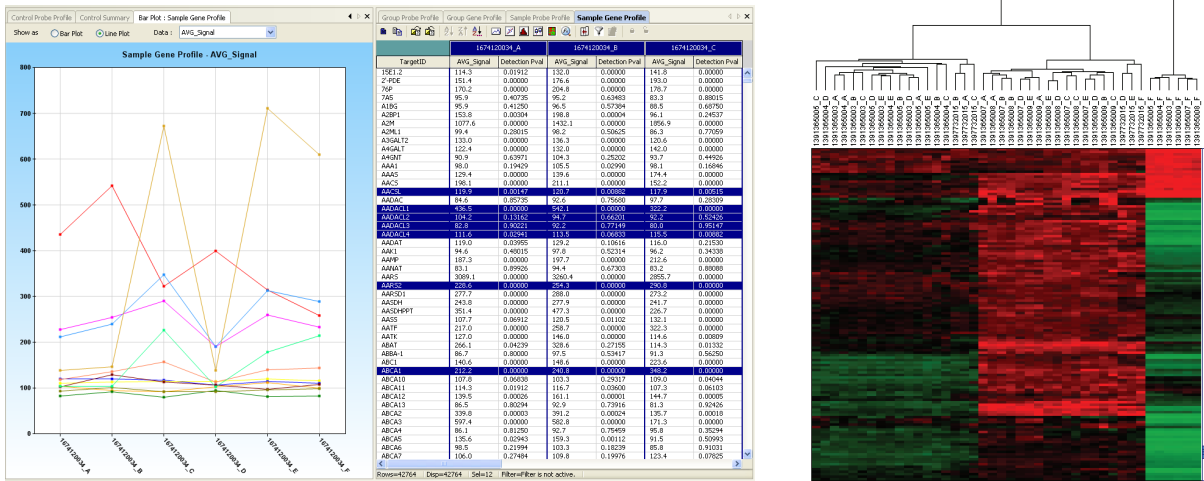 Control Probe Profile Control Summary Bar Plot : Sample Gene Profile
Show as Bar Plot Line Plot Data : AVG_Signal
Sample Gene Profile - AVG_Signal
800
700
600
500
400
300
200
100
0
1674120034_A
1674120034_B
1674120034_C
1674120034_D
1674120034_E
1674120034_F
Group Probe Profile Group Gene Profile Sample Probe Profile Sample Gene Profile
1674120034_A 1674120034_B 1674120034_C
TargetID AVG_Signal Detection Pval AVG_Signal Detection Pval AVG_Signal Detection Pval
15E1.2 114.3 0.01912 132.0 0.00000 141.8 0.00000
2'-PDE 151.4 0.00000 176.6 0.00000 193.0 0.00000
76P 170.2 0.00000 204.8 0.00000 178.7 0.00000
7A5 95.9 0.40735 95.2 0.63483 83.3 0.88015
A1BG 95.9 0.41250 96.5 0.57304 88.5 0.68750
A2BP1 153.8 0.00304 198.8 0.00004 96.1 0.24537
A2M 1077.6 0.00000 1432.1 0.00000 1856.9 0.00000
A2ML1 99.4 0.28015 98.2 0.50625 86.3 0.77059
A3GALT2 133.0 0.00000 136.3 0.00000 120.6 0.00000
A4GALT 122.4 0.00000 132.0 0.00000 142.0 0.00000
A4GNT 90.9 0.63971 104.3 0.25202 93.7 0.44926
AAA1 98.0 0.19429 105.5 0.02990 98.1 0.16846
AAAS 129.4 0.00000 139.6 0.00000 174.4 0.00000
AACS 198.1 0.00000 211.1 0.00000 152.2 0.00000
AACSL 119.9 0.00147 120.7 0.00882 117.9 0.00515
AADAC 84.6 0.85735 92.6 0.75680 97.7 0.28309
AADACL1 436.5 0.00000 542.1 0.00000 322.2 0.00000
AADACL2 104.2 0.13162 94.7 0.66201 92.2 0.52426
AADACL3 82.8 0.90221 92.2 0.77149 80.0 0.95147
AADACL4 111.6 0.02941 113.5 0.06833 115.5 0.00882
AADAT 119.0 0.03955 129.2 0.10616 116.0 0.21530
AAK1 94.6 0.48015 97.8 0.52314 96.2 0.34338
AAMP 187.3 0.00000 197.7 0.00000 212.6 0.00000
AANAT 83.1 0.89926 94.4 0.67303 83.2 0.88088
AARS 3089.1 0.00000 3260.4 0.00000 2855.7 0.00000
AARS2 228.6 0.00000 254.3 0.00000 290.8 0.00000
AARSD1 277.7 0.00000 288.0 0.00000 273.2 0.00000
AASDH 243.8 0.00000 277.9 0.00000 241.7 0.00000
AASDHPPT 351.4 0.00000 477.3 0.00000 226.7 0.00000
AASS 107.7 0.06912 120.5 0.01102 132.1 0.00000
AATF 217.0 0.00000 258.7 0.00000 322.3 0.00000
AATK 127.0 0.00000 146.0 0.00000 114.6 0.00809
ABAT 266.1 0.04239 328.6 0.27155 114.3 0.01332
ABBA-1 86.7 0.80000 97.5 0.53417 91.3 0.56250
ABC1 140.6 0.00000 148.6 0.00000 223.6 0.00000
ABCA1 212.2 0.00000 240.8 0.00000 348.2 0.00000
ABCA10 107.8 0.06838 103.3 0.29317 109.0 0.04044
ABCA11 114.3 0.01912 116.7 0.03600 107.3 0.06103
ABCA12 139.5 0.00026 161.1 0.00001 144.7 0.00005
ABCA13 86.5 0.80294 92.9 0.73916 81.3 0.92426
ABCA2 339.8 0.00003 391.2 0.00024 135.7 0.00018
ABCA3 597.4 0.00000 582.8 0.00000 171.3 0.00000
ABCA4 86.1 0.81250 92.7 0.75459 95.8 0.35294
ABCA5 135.6 0.02943 159.3 0.00112 91.5 0.50993
ABCA6 98.5 0.21994 103.3 0.18239 85.8 0.91031
ABCA7 106.0 0.27484 109.8 0.19976 123.4 0.07825
Rows=42764 Disp=42764 Sel=12 Filter=Filter is not active.